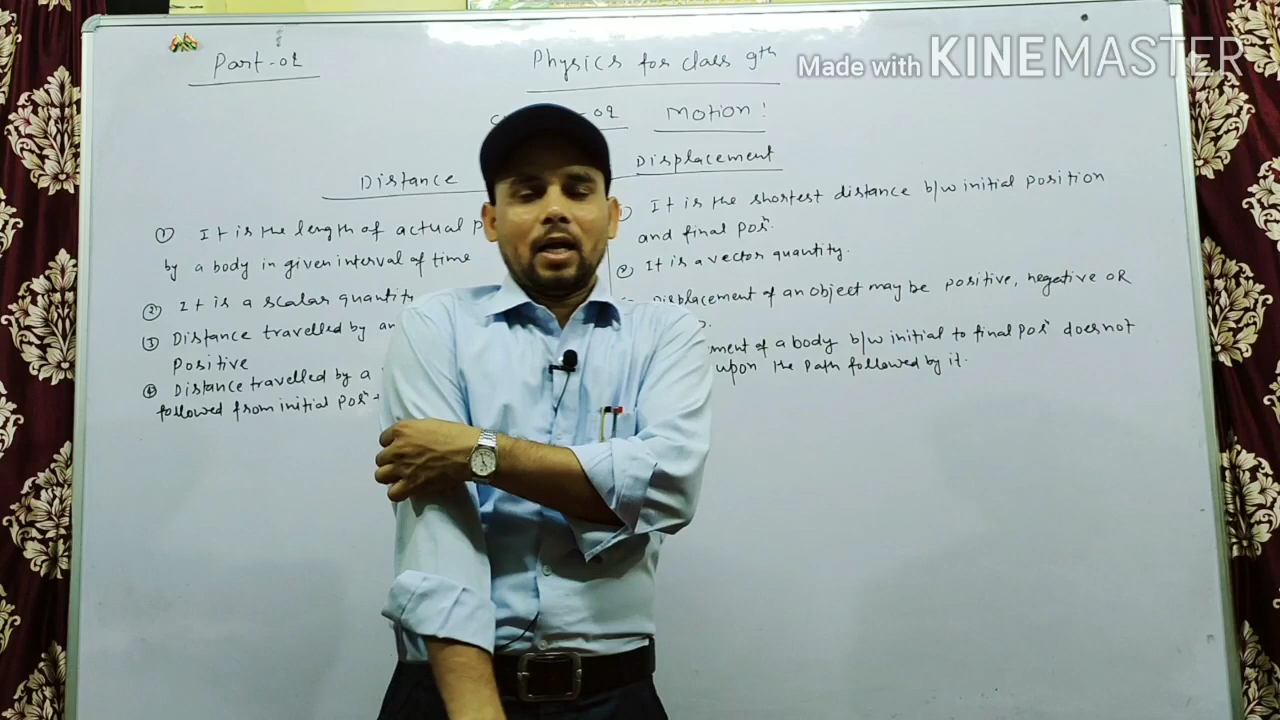 Part-02
Physics for class 9th
Made with KINEMASTER
-02 Motion!
Distance
Displacement
① It is the length of actual
by a body in given interval of time
② It is a scalar quantity
③ Distance travelled by an
Positive
④ Distance travelled by a
followed from initial posⁿ
① It is the shortest distance b/w initial position
and final posⁿ.
② It is a vector quantity.
Displacement of an object may be positive, negative OR
ment of a body b/w initial to final posⁿ does not
upon the path followed by it.